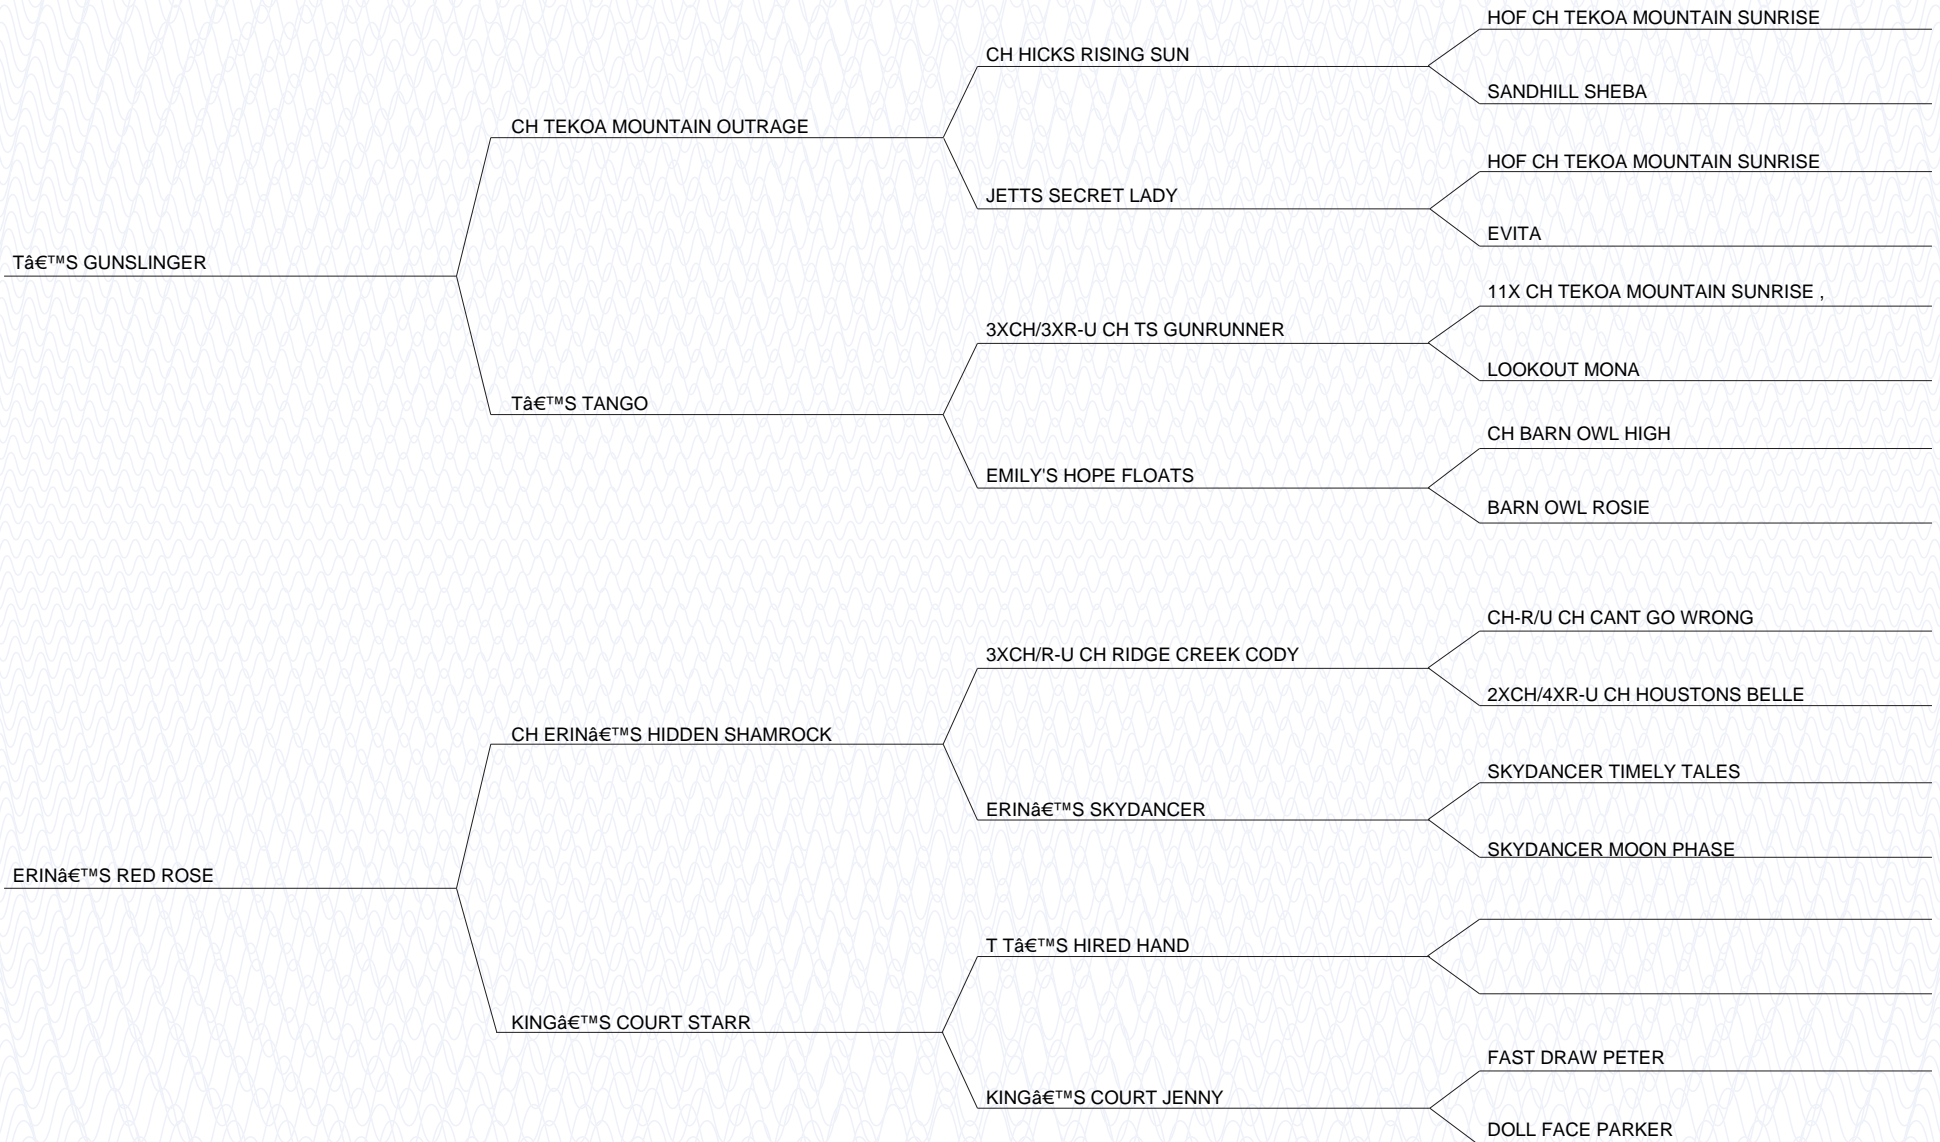 HOF CH TEKOA MOUNTAIN SUNRISE
CH HICKS RISING SUN
SANDHILL SHEBA
CH TEKOA MOUNTAIN OUTRAGE
HOF CH TEKOA MOUNTAIN SUNRISE
JETTS SECRET LADY
EVITA
Tâ€™S GUNSLINGER
11X CH TEKOA MOUNTAIN SUNRISE ,
3XCH/3XR-U CH TS GUNRUNNER
LOOKOUT MONA
Tâ€™S TANGO
CH BARN OWL HIGH
EMILY'S HOPE FLOATS
BARN OWL ROSIE
CH-R/U CH CANT GO WRONG
3XCH/R-U CH RIDGE CREEK CODY
2XCH/4XR-U CH HOUSTONS BELLE
CH ERINâ€™S HIDDEN SHAMROCK
SKYDANCER TIMELY TALES
ERINâ€™S SKYDANCER
SKYDANCER MOON PHASE
ERINâ€™S RED ROSE
T Tâ€™S HIRED HAND
KINGâ€™S COURT STARR
FAST DRAW PETER
KINGâ€™S COURT JENNY
DOLL FACE PARKER